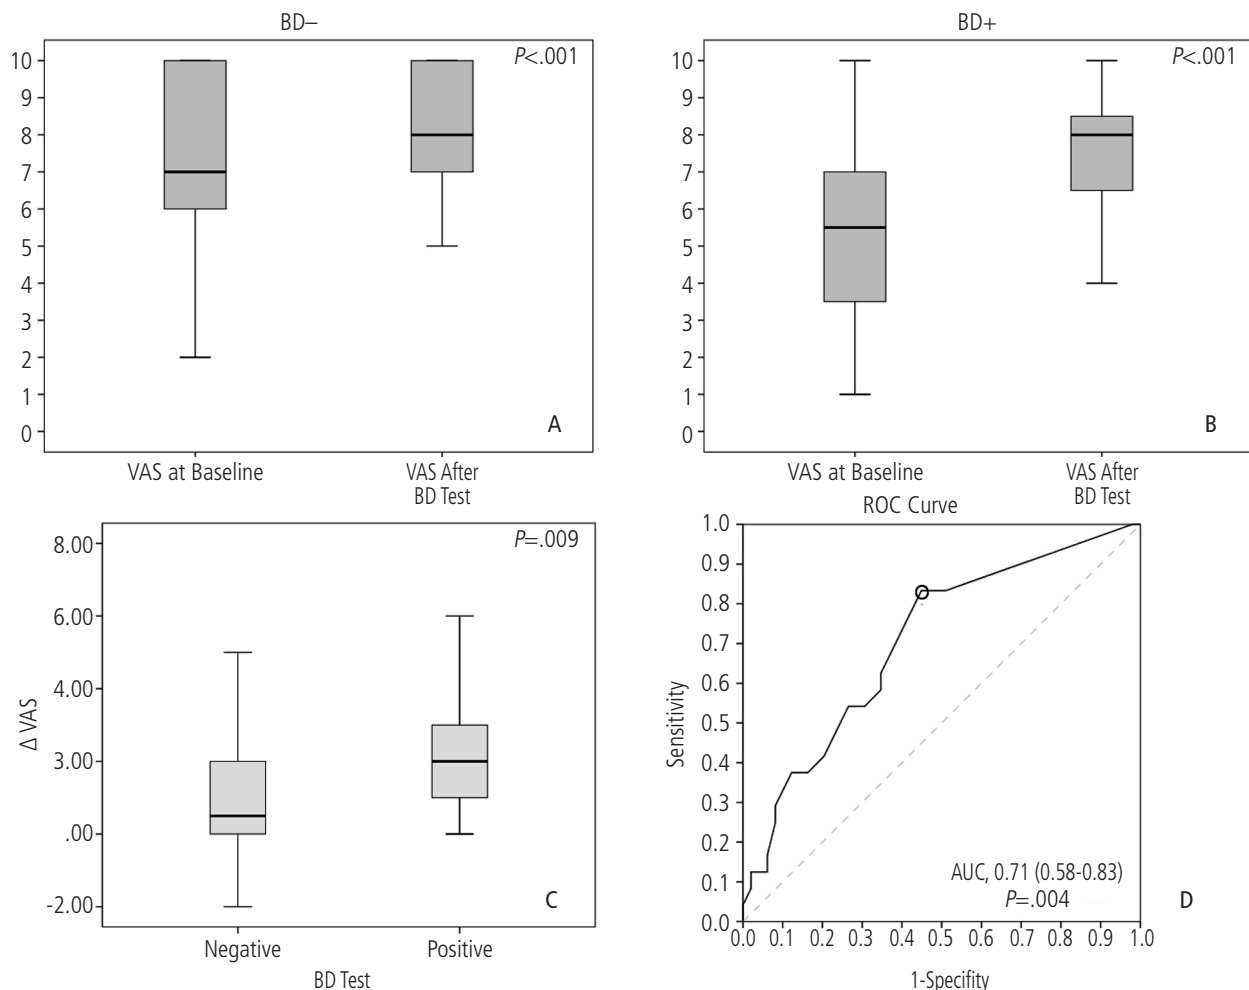 BD–
P<.001
10
9
8
7
6
5
4
3
2
1
0
A
VAS at Baseline
VAS After
BD Test
BD+
P<.001
10
9
8
7
6
5
4
3
2
1
0
B
VAS at Baseline
VAS After
BD Test
P=.009
8.00
6.00
4.00
3.00
.00
-2.00
Δ VAS
C
Negative
Positive
BD Test
ROC Curve
1.0
0.9
0.8
0.7
0.6
0.5
0.4
0.3
0.2
0.1
0.0
Sensitivity
AUC, 0.71 (0.58-0.83)
P=.004
D
0.0 0.1 0.2 0.3 0.4 0.5 0.6 0.7 0.8 0.9 1.0
1-Specifity